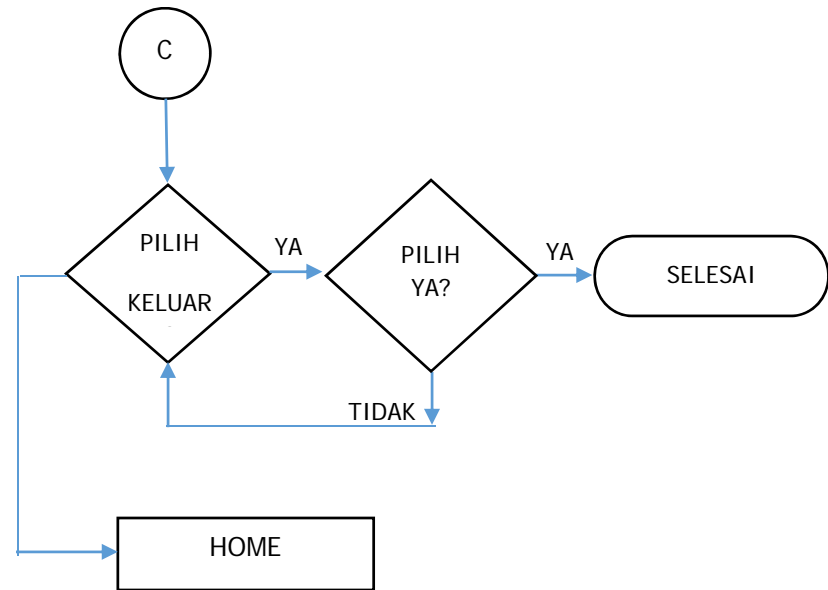 C
PILIH
KELUAR
YA
PILIH
YA?
YA
SELESAI
TIDAK
HOME